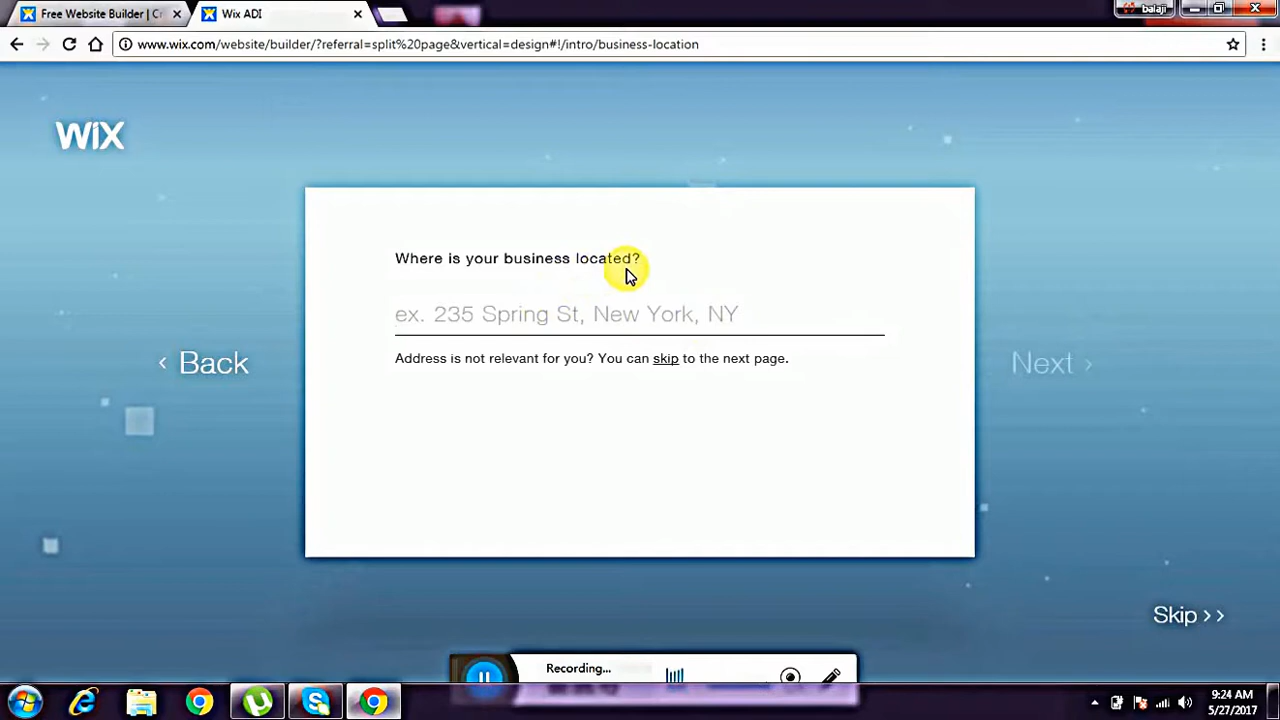 Free Website Builder | Cr
Wix ADI
balaji
www.wix.com/website/builder/?referral=split%20page&vertical=design#!/intro/business-location
WiX
Where is your business located?
ex. 235 Spring St, New York, NY
Address is not relevant for you? You can skip to the next page.
‹ Back
Next ›
Skip >>
Recording...
9:24 AM
5/27/2017